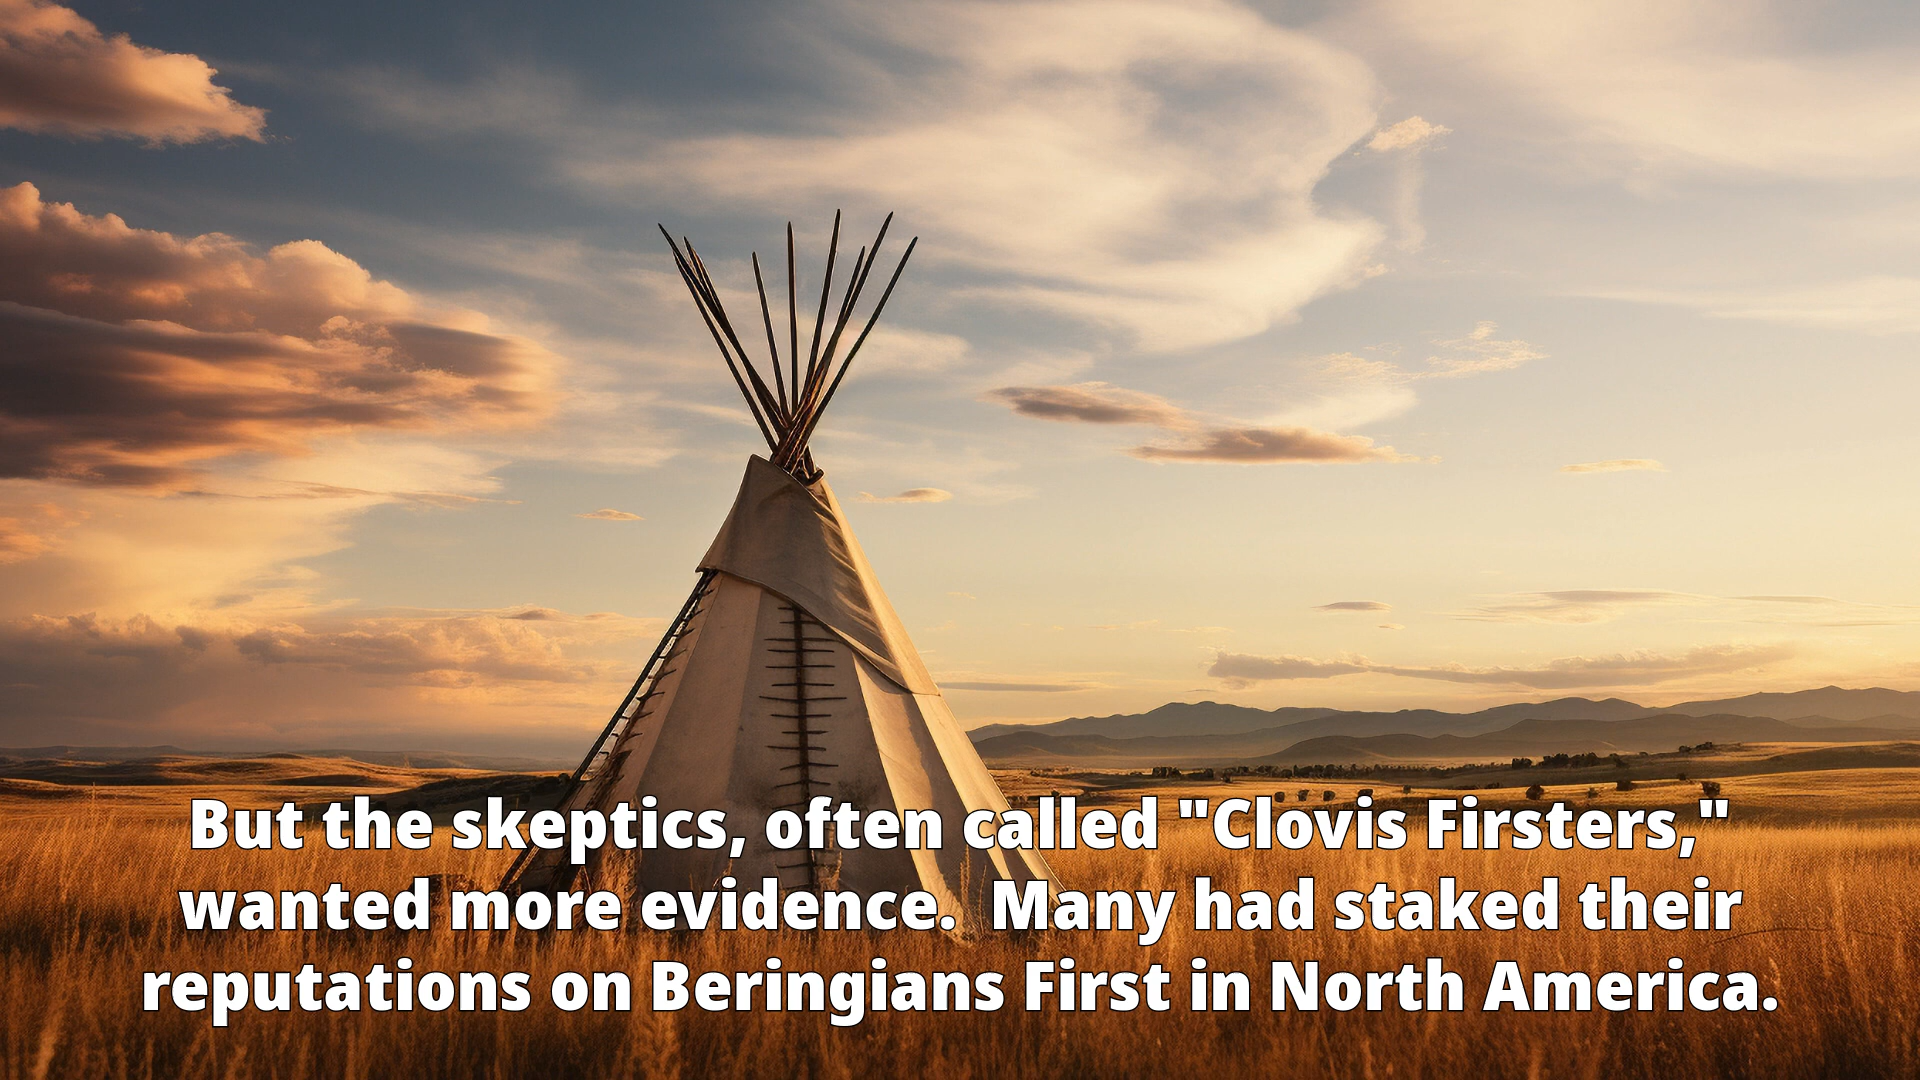 But the skeptics, often called "Clovis Firsters,"
wanted more evidence.  Many had staked their
reputations on Beringians First in North America.